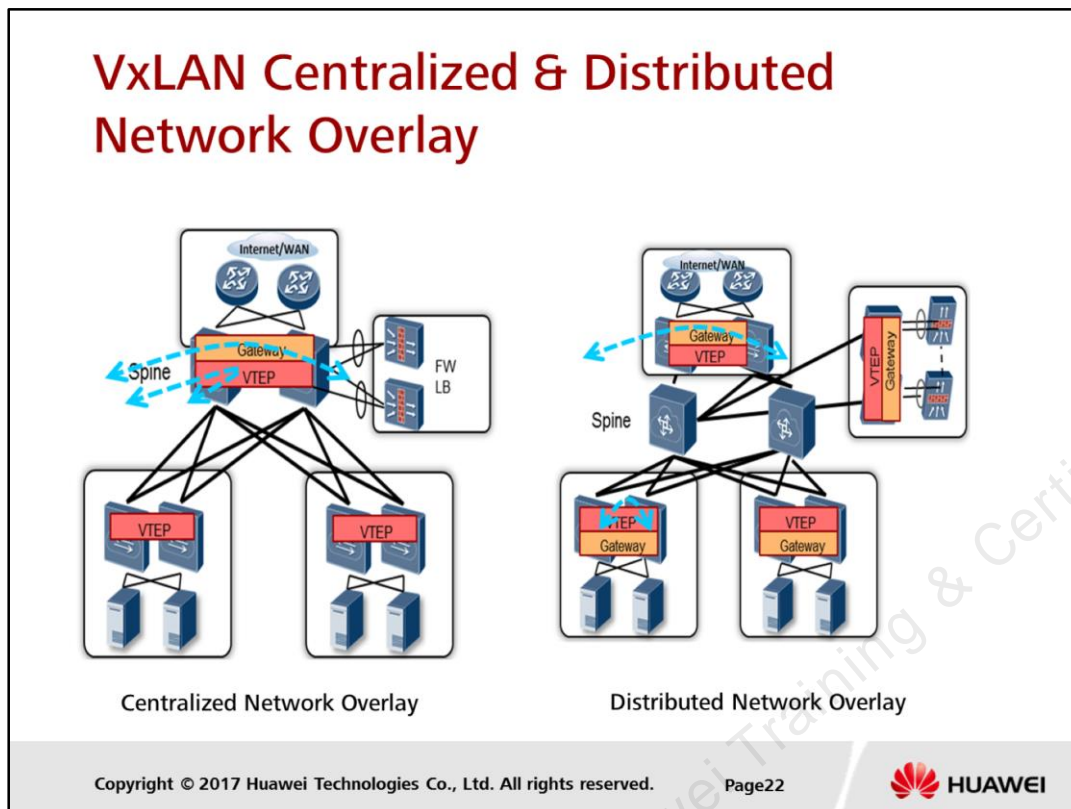 VxLAN Centralized & Distributed
Network Overlay
Internet/WAN
Gateway
VTEP
Spine
FW
LB
VTEP
VTEP
Centralized Network Overlay
Internet/WAN
Gateway
VTEP
VTEP
Gateway
Spine
VTEP
Gateway
VTEP
Gateway
Distributed Network Overlay
Training & Certi
Copyright © 2017 Huawei Technologies Co., Ltd. All rights reserved.
Page22
HUAWEI